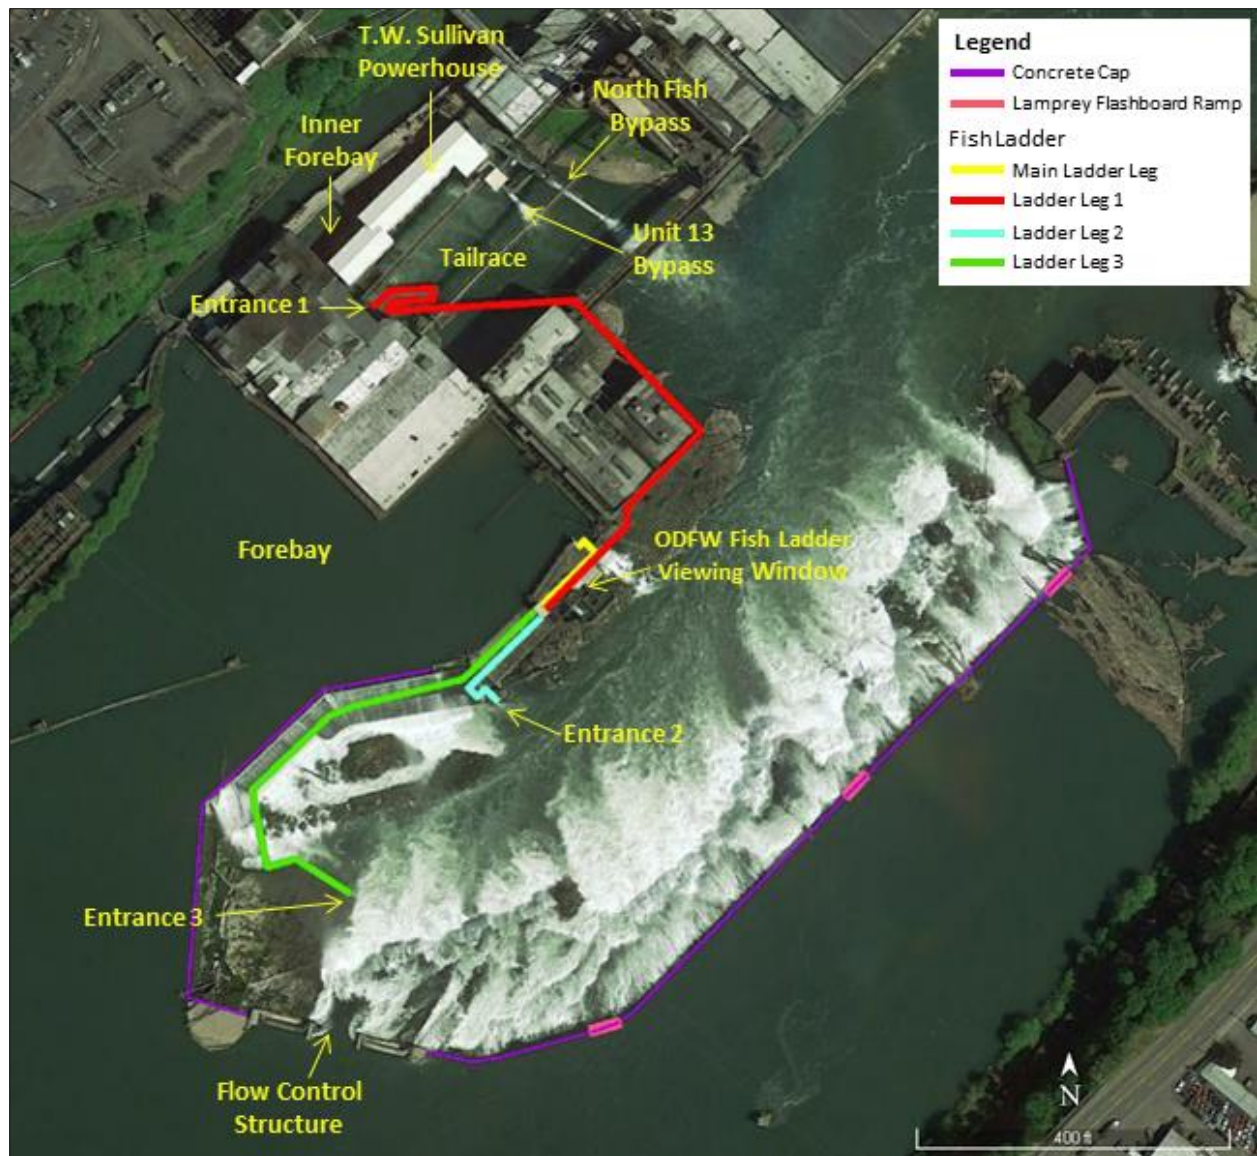 T.W. Sullivan
Powerhouse
North Fish
Bypass
Inner
Forebay
Unit 13
Bypass
Tailrace
Entrance 1
Legend
Concrete Cap
Lamprey Flashboard Ramp
Fish Ladder
Main Ladder Leg
Ladder Leg 1
Ladder Leg 2
Ladder Leg 3
Forebay
ODFW Fish Ladder
Viewing Window
Entrance 2
Entrance 3
Flow Control
Structure
N
400 ft